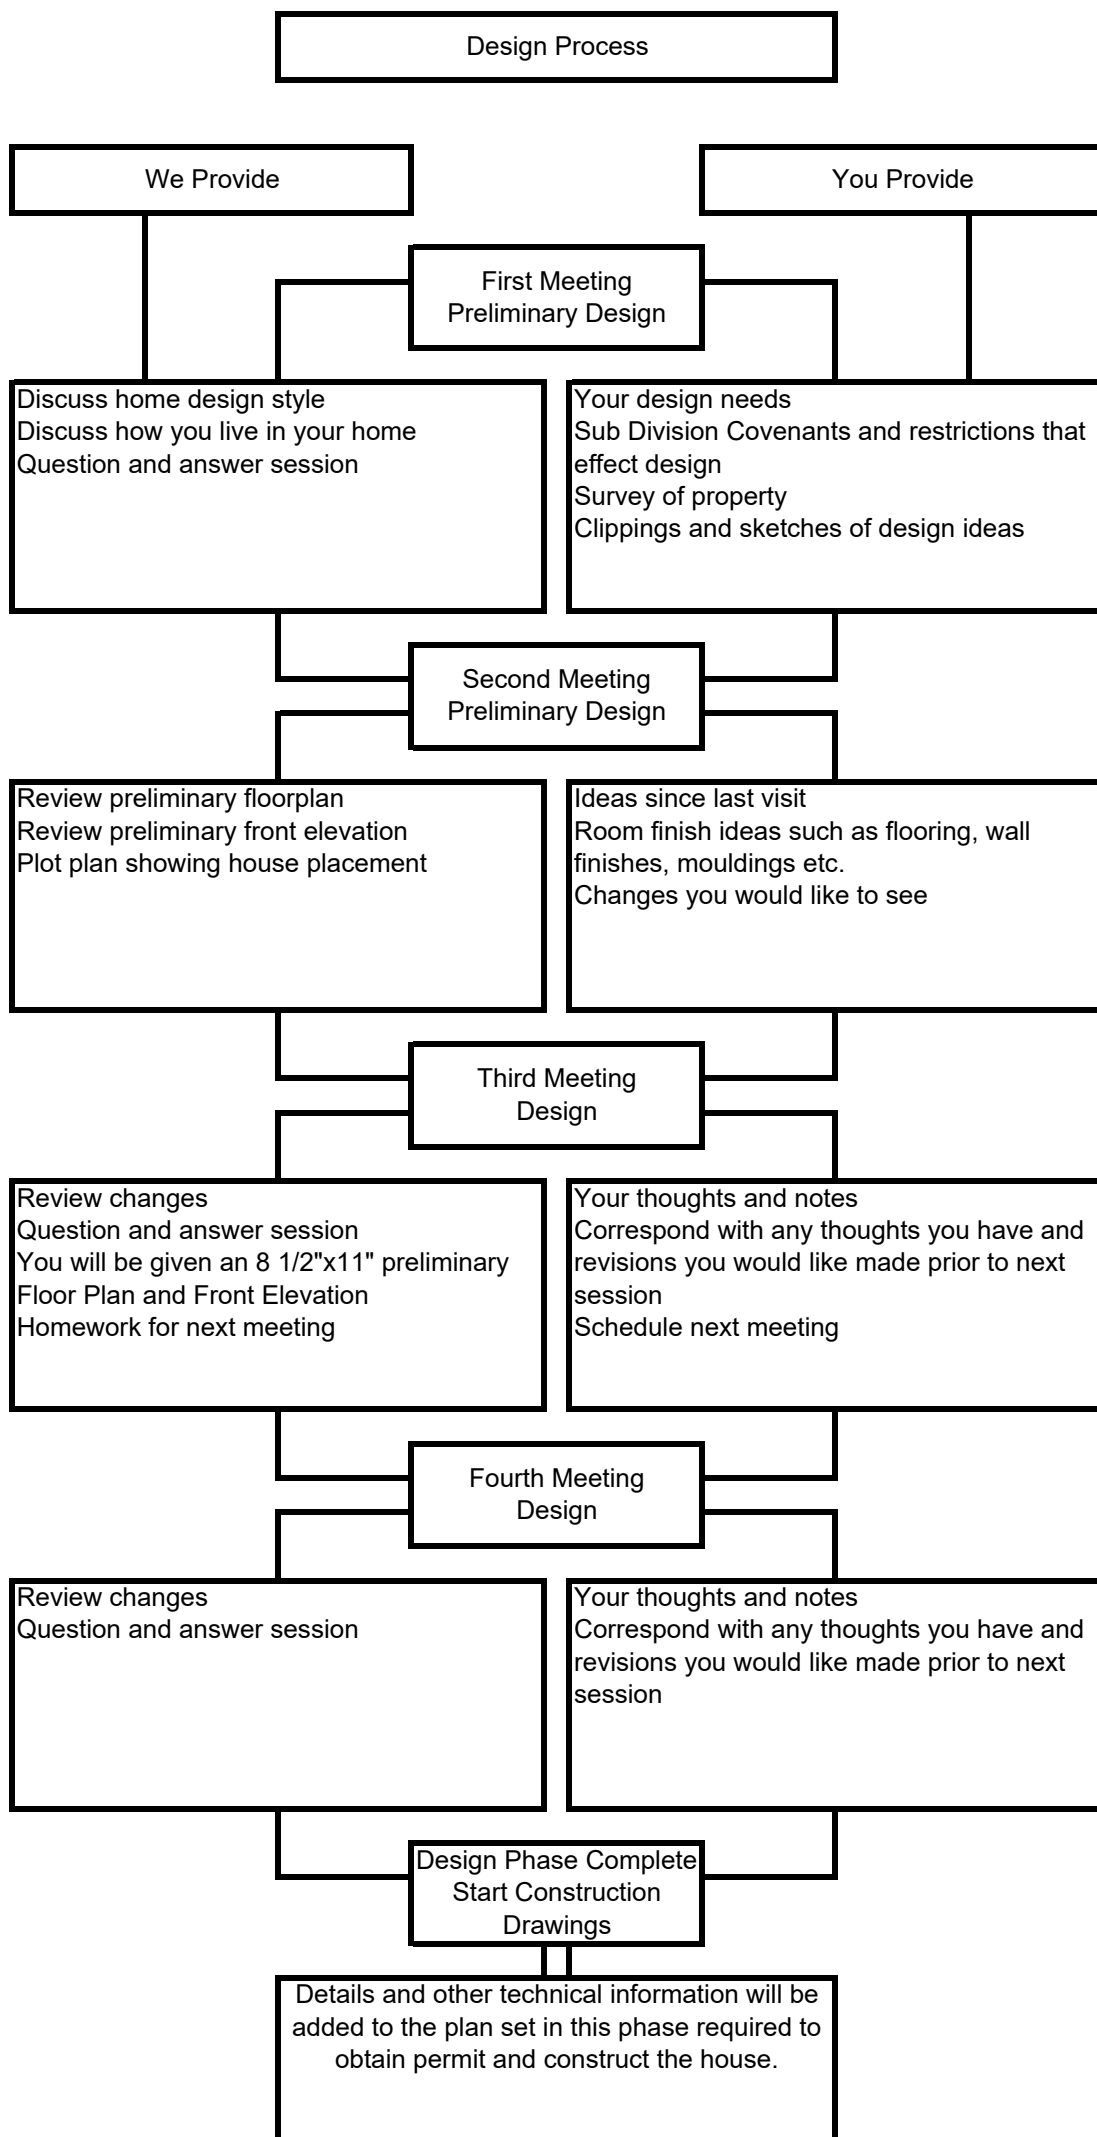 Design Process
We Provide
You Provide
First Meeting
Preliminary Design
Discuss home design style
Discuss how you live in your home
Question and answer session
Your design needs
Sub Division Covenants and restrictions that
effect design
Survey of property
Clippings and sketches of design ideas
Second Meeting
Preliminary Design
Review preliminary floorplan
Review preliminary front elevation
Plot plan showing house placement
Ideas since last visit
Room finish ideas such as flooring, wall
finishes, mouldings etc.
Changes you would like to see
Third Meeting
Design
Review changes
Question and answer session
You will be given an 8 1/2"x11" preliminary
Floor Plan and Front Elevation
Homework for next meeting
Your thoughts and notes
Correspond with any thoughts you have and
revisions you would like made prior to next
session
Schedule next meeting
Fourth Meeting
Design
Review changes
Question and answer session
Your thoughts and notes
Correspond with any thoughts you have and
revisions you would like made prior to next
session
Design Phase Complete
Start Construction
Drawings
Details and other technical information will be
added to the plan set in this phase required to
obtain permit and construct the house.